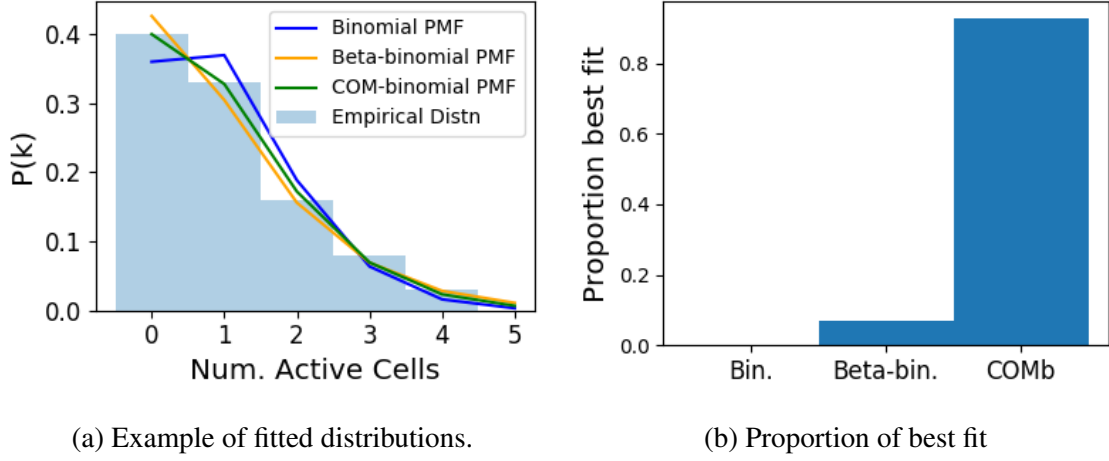 P(k)
0.4
0.3
0.2
0.1
0.0
0 1 2 3 4 5
Num. Active Cells
Binomial PMF
Beta-binomial PMF
COM-binomial PMF
Empirical Distn
(a) Example of fitted distributions.
Proportion best fit
0.8
0.6
0.4
0.2
0.0
Bin. Beta-bin. COMb
(b) Proportion of best fit